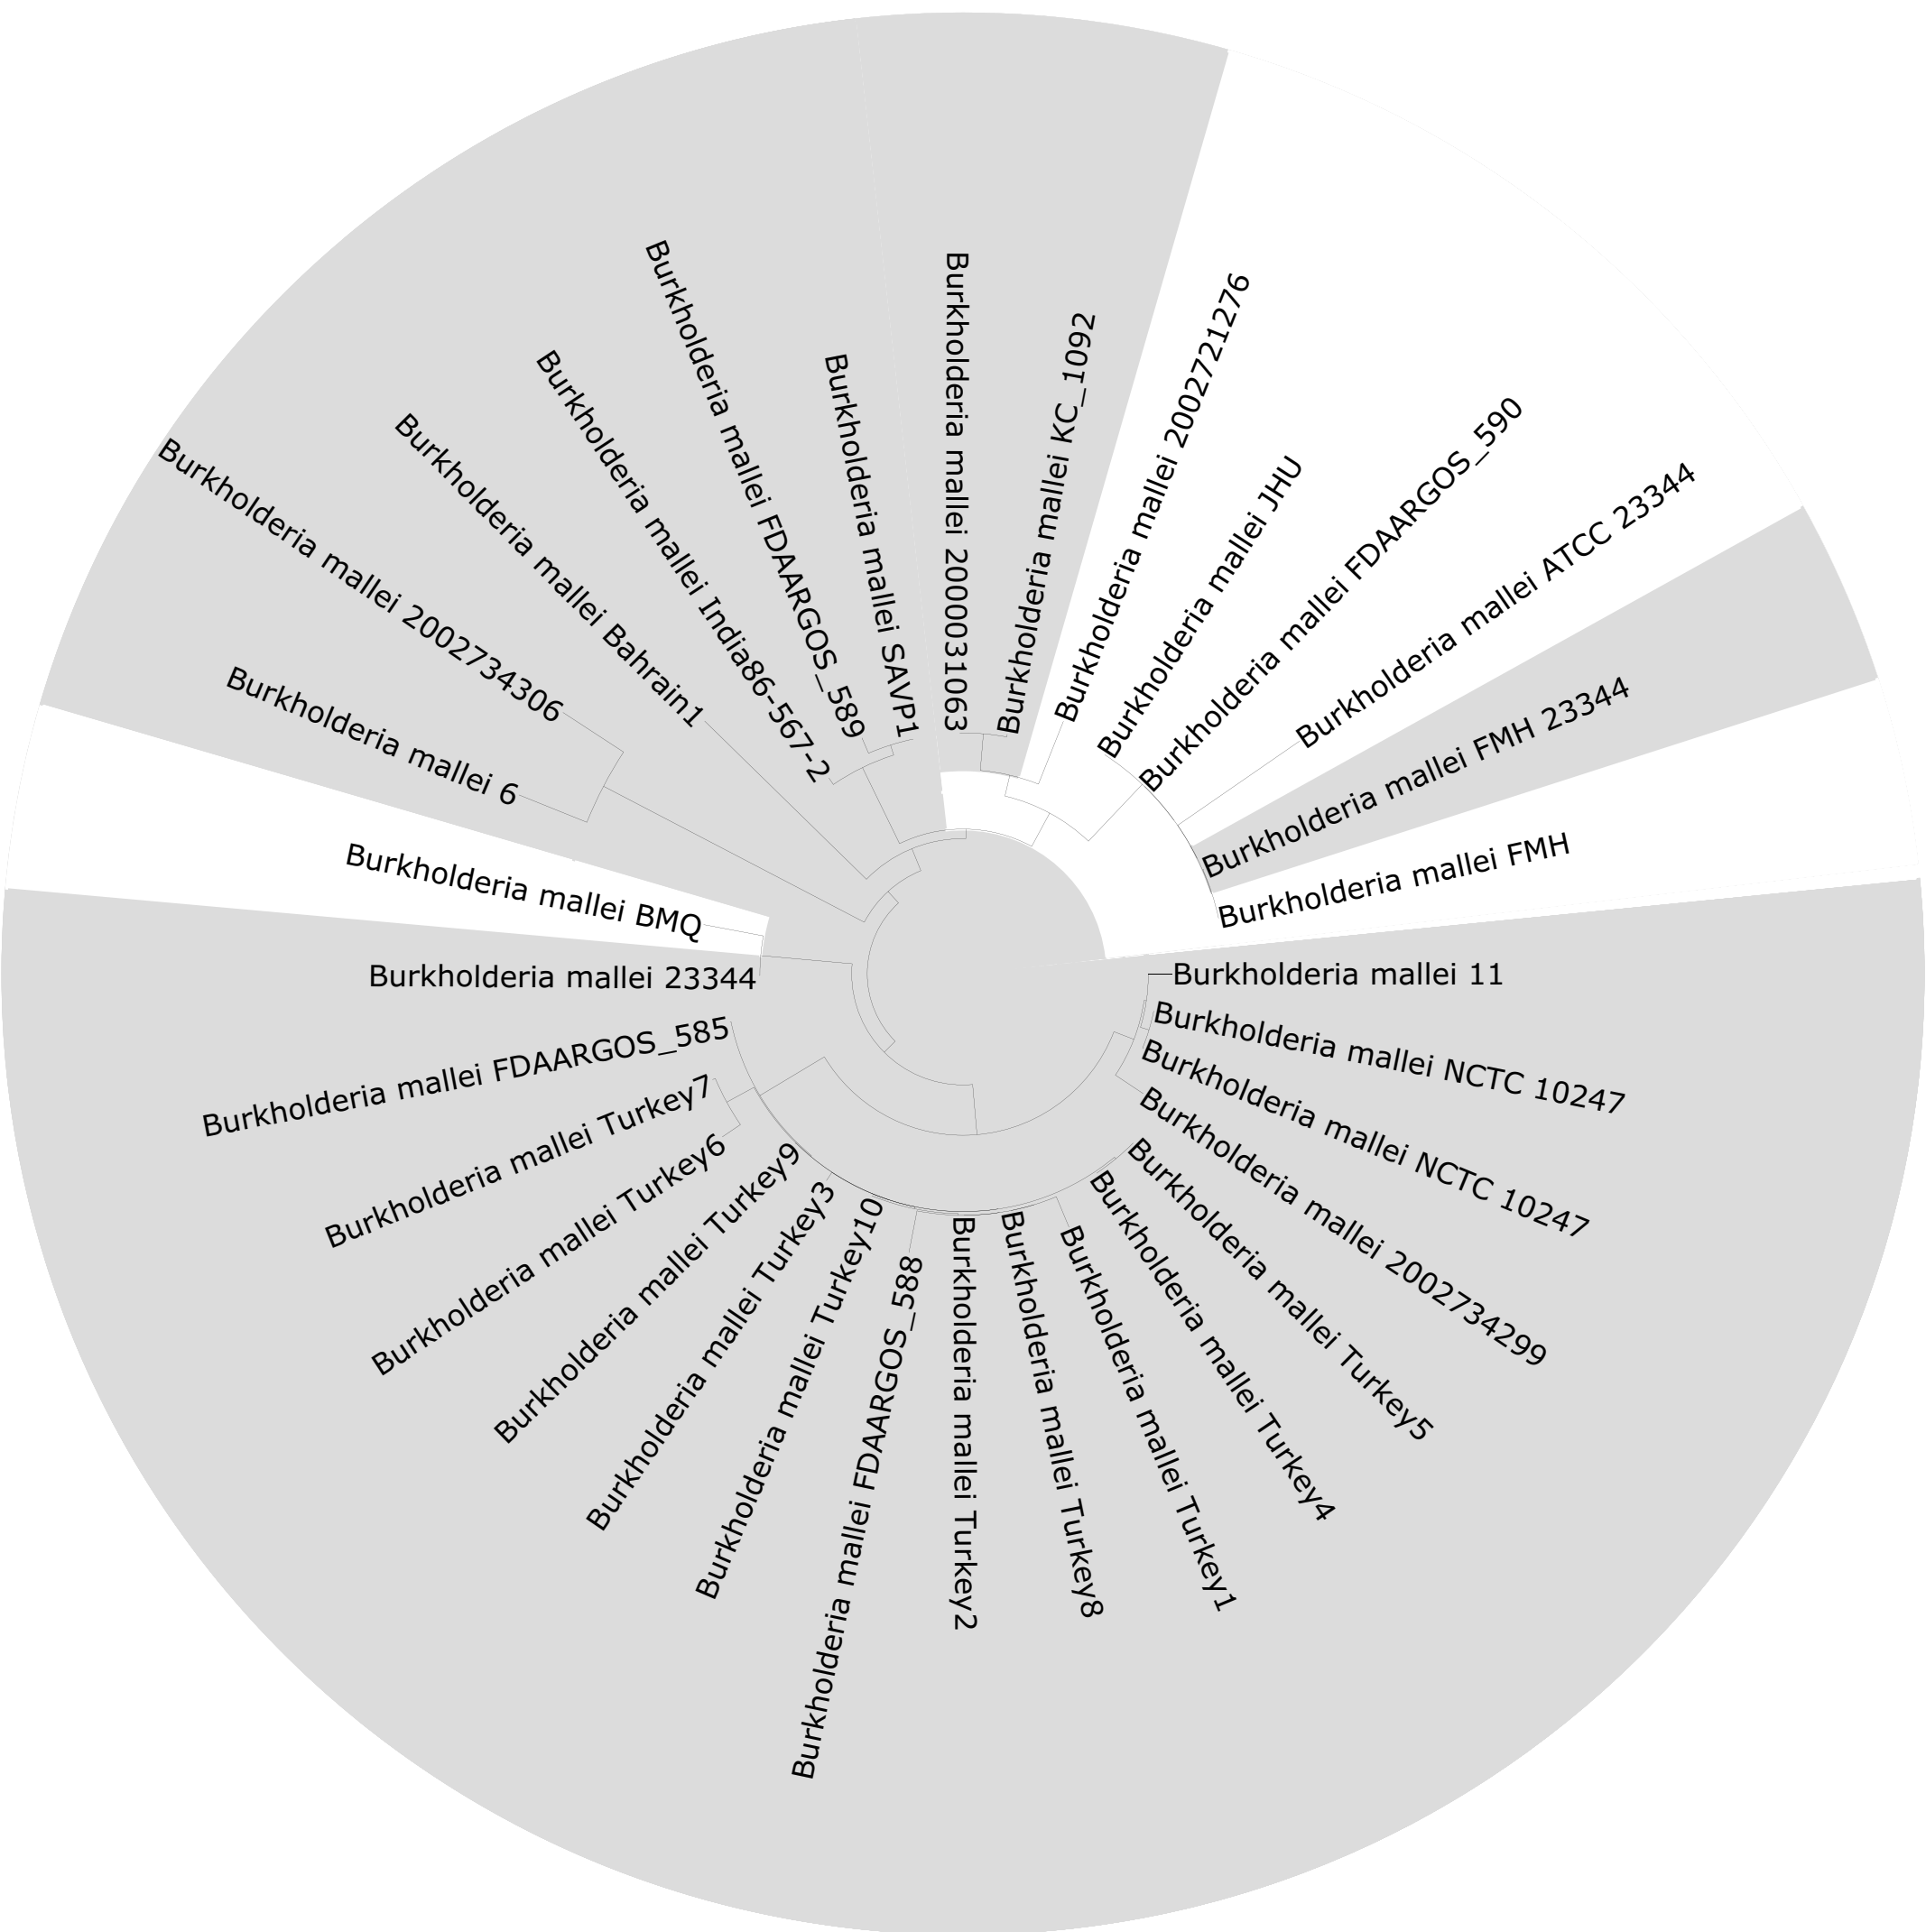 Burkholderia mallei 2000031063
Burkholderia mallei KC_1092
Burkholderia mallei 2002721276
Burkholderia mallei JHU
Burkholderia mallei FDAARGOS_590
Burkholderia mallei ATCC 23344
Burkholderia mallei FMH 23344
Burkholderia mallei FMH
Burkholderia mallei 11
Burkholderia mallei NCTC 10247
Burkholderia mallei NCTC 10247
Burkholderia mallei 2002734299
Burkholderia mallei Turkey5
Burkholderia mallei Turkey4
Burkholderia mallei Turkey1
Burkholderia mallei Turkey8
Burkholderia mallei Turkey2
Burkholderia mallei FDAARGOS_588
Burkholderia mallei Turkey10
Burkholderia mallei Turkey3
Burkholderia mallei Turkey9
Burkholderia mallei Turkey6
Burkholderia mallei Turkey7
Burkholderia mallei FDAARGOS_585
Burkholderia mallei 23344
Burkholderia mallei BMQ
Burkholderia mallei 6
Burkholderia mallei 2002734306
Burkholderia mallei Bahrain1
Burkholderia mallei India86-567-2
Burkholderia mallei FDAARGOS_589
Burkholderia mallei SAVP1